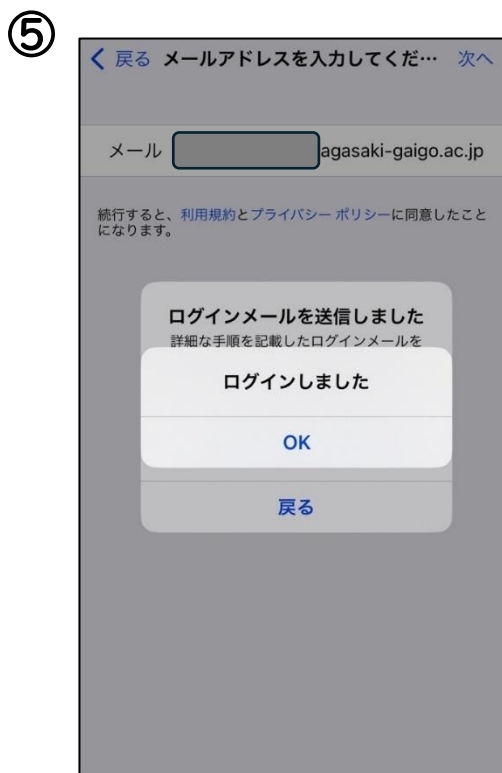 ⑤
戻る メールアドレスを入力してくだ… 次へ
メール agasaki-gaigo.ac.jp
続行すると、利用規約とプライバシー ポリシーに同意したこと
になります。
ログインメールを送信しました
詳細な手順を記載したログインメールを
ログインしました
OK
戻る